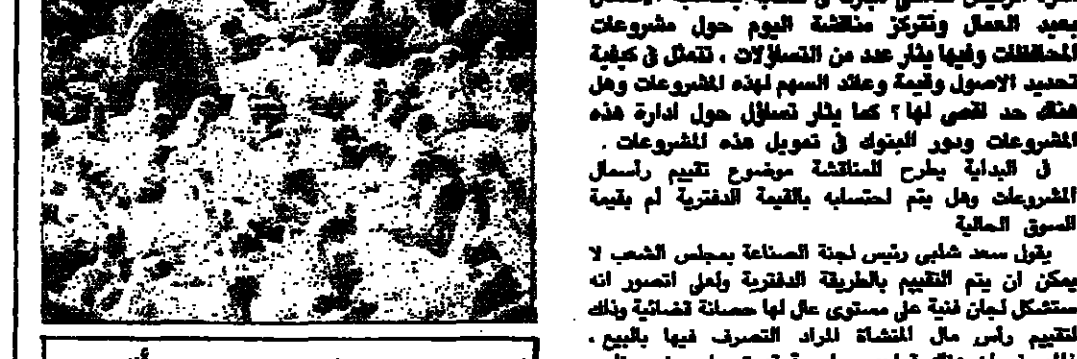 بعيد العمال وتتركز مناقشة اليوم حول مشروعات
المحافظات وفيها يثار عدد من التساؤلات ، تتمثل في كيفية
تحديد الاصول وقيمة وعائد السهم لهذه المشروعات وهل
هناك حد اقصى لها ؟ كما يثار تساؤل حول ادارة هذه
المشروعات ودور البنوك في تمويل هذه المشروعات .
في البداية يطرح للمناقشة موضوع تقييم رأسمال
المشروعات وهل يتم احتسابه بالقيمة الدفترية أم بقيمة
السوق الحالية
يقول سعد شلبي رئيس لجنة الصناعة بمجلس الشعب لا
يمكن ان يتم التقييم بالطريقة الدفترية ولعلى اتصور انه
ستشكل لجان فنية على مستوى عال لها حصانة قضائية وذلك
لتقييم رأس مال المنشأة المراد التصرف فيها بالبيع .